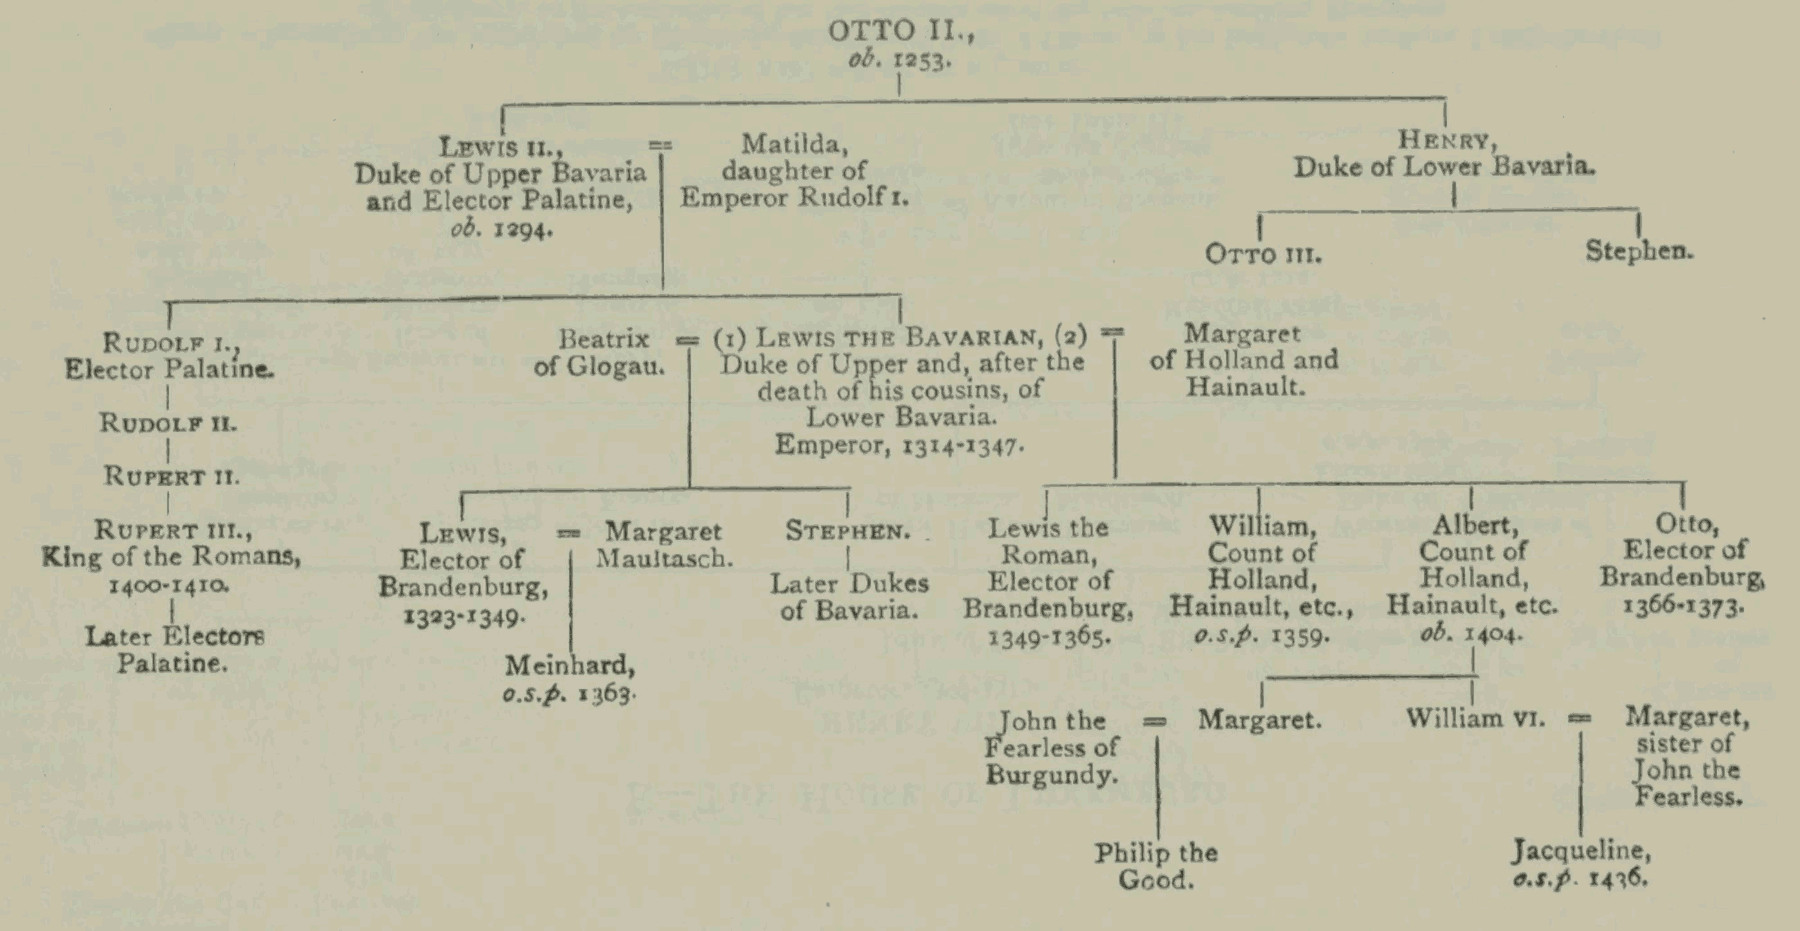 OTTO II.,
ob. 1253.
LEWIS II.,
Duke of Upper Bavaria
and Elector Palatine,
ob. 1294.
=
Matilda,
daughter of
Emperor Rudolf I.
HENRY,
Duke of Lower Bavaria.
OTTO III.
Stephen.
RUDOLF I.,
Elector Palatine.
RUDOLF II.
RUPERT II.
RUPERT III.,
King of the Romans,
1400-1410.
Later Electors
Palatine.
Beatrix
of Glogau.
=
(1) LEWIS THE BAVARIAN, (2)
Duke of Upper and, after the
death of his cousins, of
Lower Bavaria.
Emperor, 1314-1347.
=
Margaret
of Holland and
Hainault.
LEWIS,
Elector of
Brandenburg,
1323-1349.
=
Margaret
Maultasch.
Meinhard,
o.s.p. 1363.
STEPHEN.
Later Dukes
of Bavaria.
Lewis the
Roman,
Elector of
Brandenburg,
1349-1365.
William,
Count of
Holland,
Hainault, etc.,
o.s.p. 1359.
Albert,
Count of
Holland,
Hainault, etc.
ob. 1404.
Otto,
Elector of
Brandenburg,
1366-1373.
John the
Fearless of
Burgundy.
=
Margaret.
William VI.
=
Margaret,
sister of
John the
Fearless.
Philip the
Good.
Jacqueline,
o.s.p. 1436.